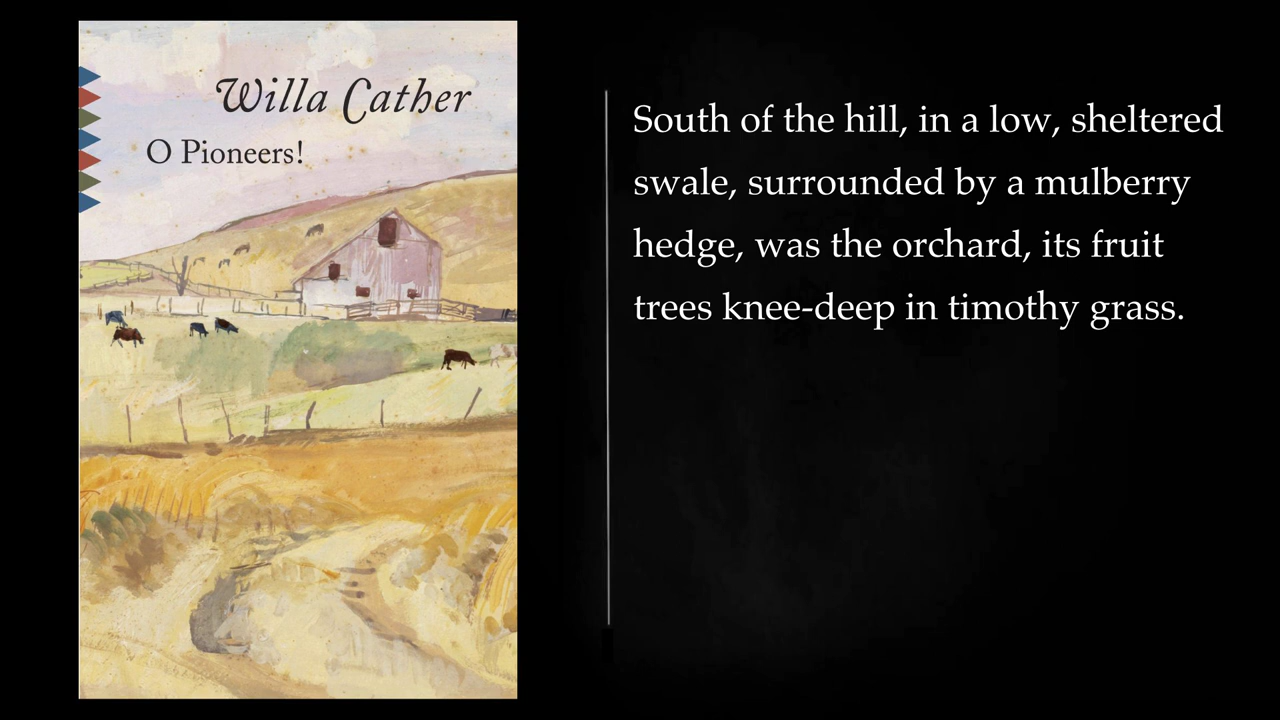 Willa Cather
O Pioneers!
South of the hill, in a low, sheltered
swale, surrounded by a mulberry
hedge, was the orchard, its fruit
trees knee-deep in timothy grass.